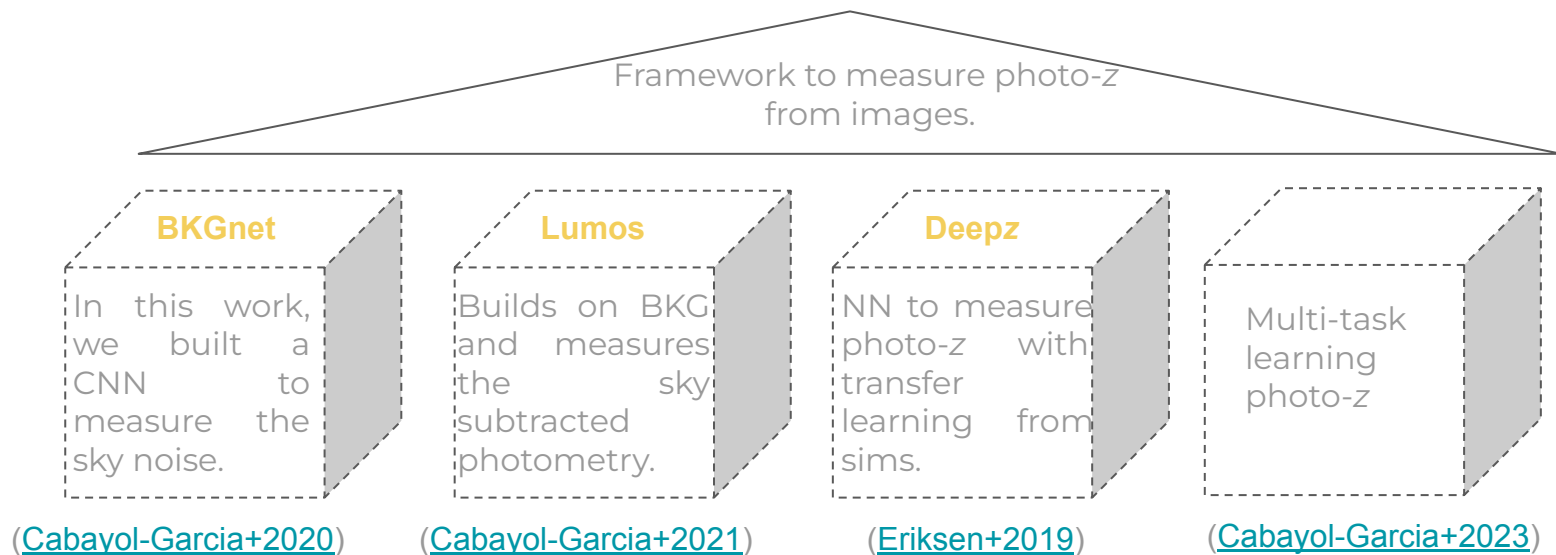 Framework to measure photo-z
from images.
BKGnet
In this work,
we built a
CNN to
measure the
sky noise.
(Cabayol-Garcia+2020)
Lumos
Builds on BKG
and measures
the sky
subtracted
photometry.
(Cabayol-Garcia+2021)
Deepz
NN to measure
photo-z with
transfer
learning from
sims.
(Eriksen+2019)
Multi-task
learning
photo-z
(Cabayol-Garcia+2023)